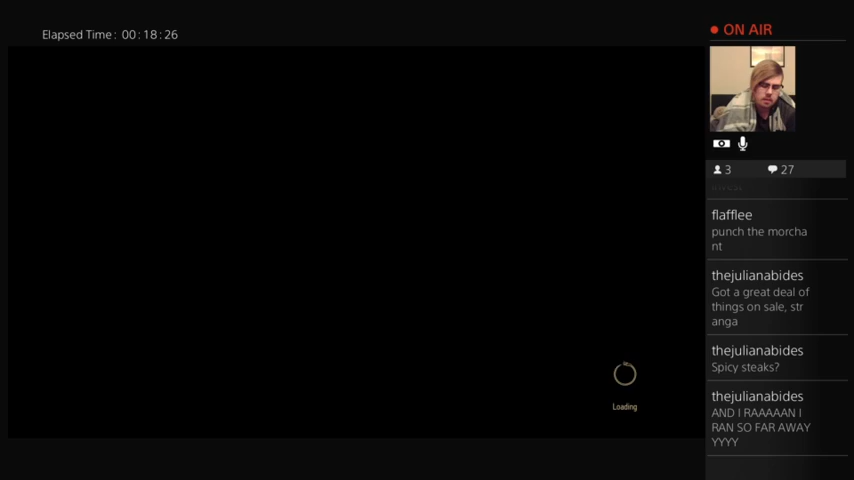 Elapsed Time: 00:18:26
ON AIR
3 27
flafflee
punch the morcha
nt
thejulianabides
Got a great deal of
things on sale, str
anga
thejulianabides
Spicy steaks?
thejulianabides
AND I RAAAAAN I
RAN SO FAR AWAY
YYYY
Loading